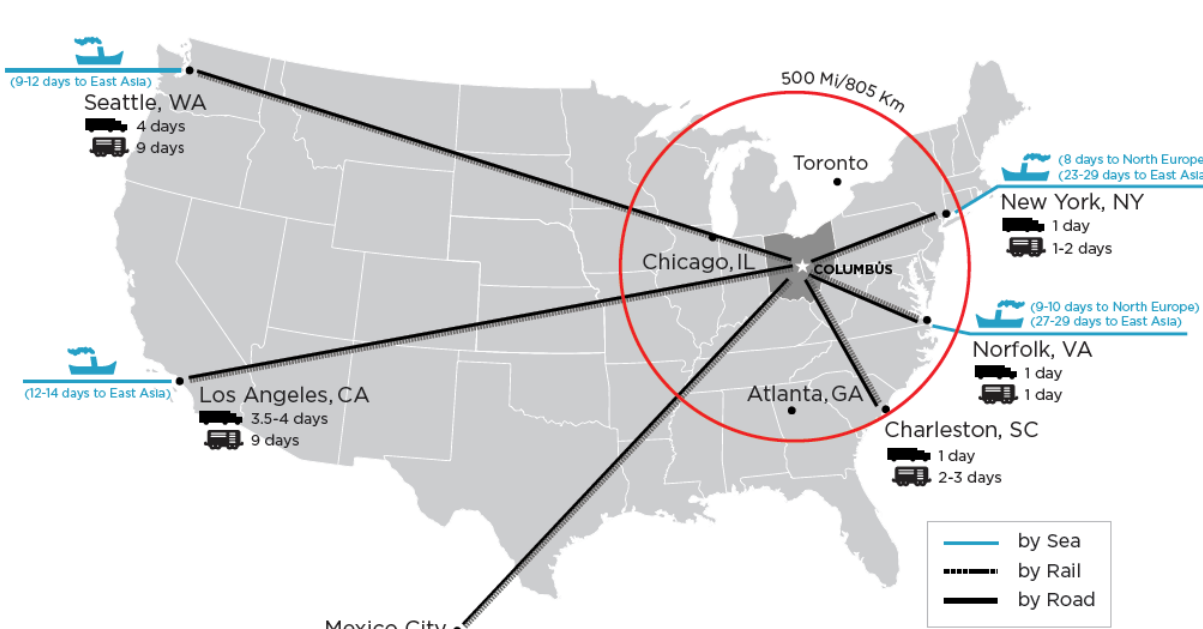 500 Mi/805 Km
(9-12 days to East Asia)
Seattle, WA
4 days
9 days
Toronto
(8 days to North Europe
(23-29 days to East Asia
New York, NY
1 day
1-2 days
Chicago, IL
COLUMBUS
(9-10 days to North Europe)
(27-29 days to East Asia)
Norfolk, VA
1 day
1 day
(12-14 days to East Asia)
Los Angeles, CA
3.5-4 days
9 days
Atlanta, GA
Charleston, SC
1 day
2-3 days
by Sea
by Rail
by Road
Mexico City